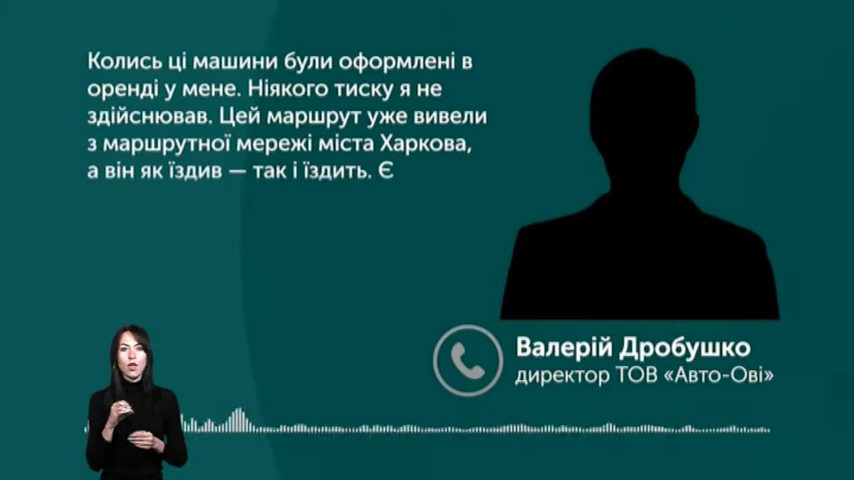 Колись ці машини були оформлені в
оренді у мене. Ніякого тиску я не
здійснював. Цей маршрут уже вивели
з маршрутної мережі міста Харкова,
а він як їздив — так і їздить. Є
Валерій Дробушко
директор ТОВ «Авто-Ові»